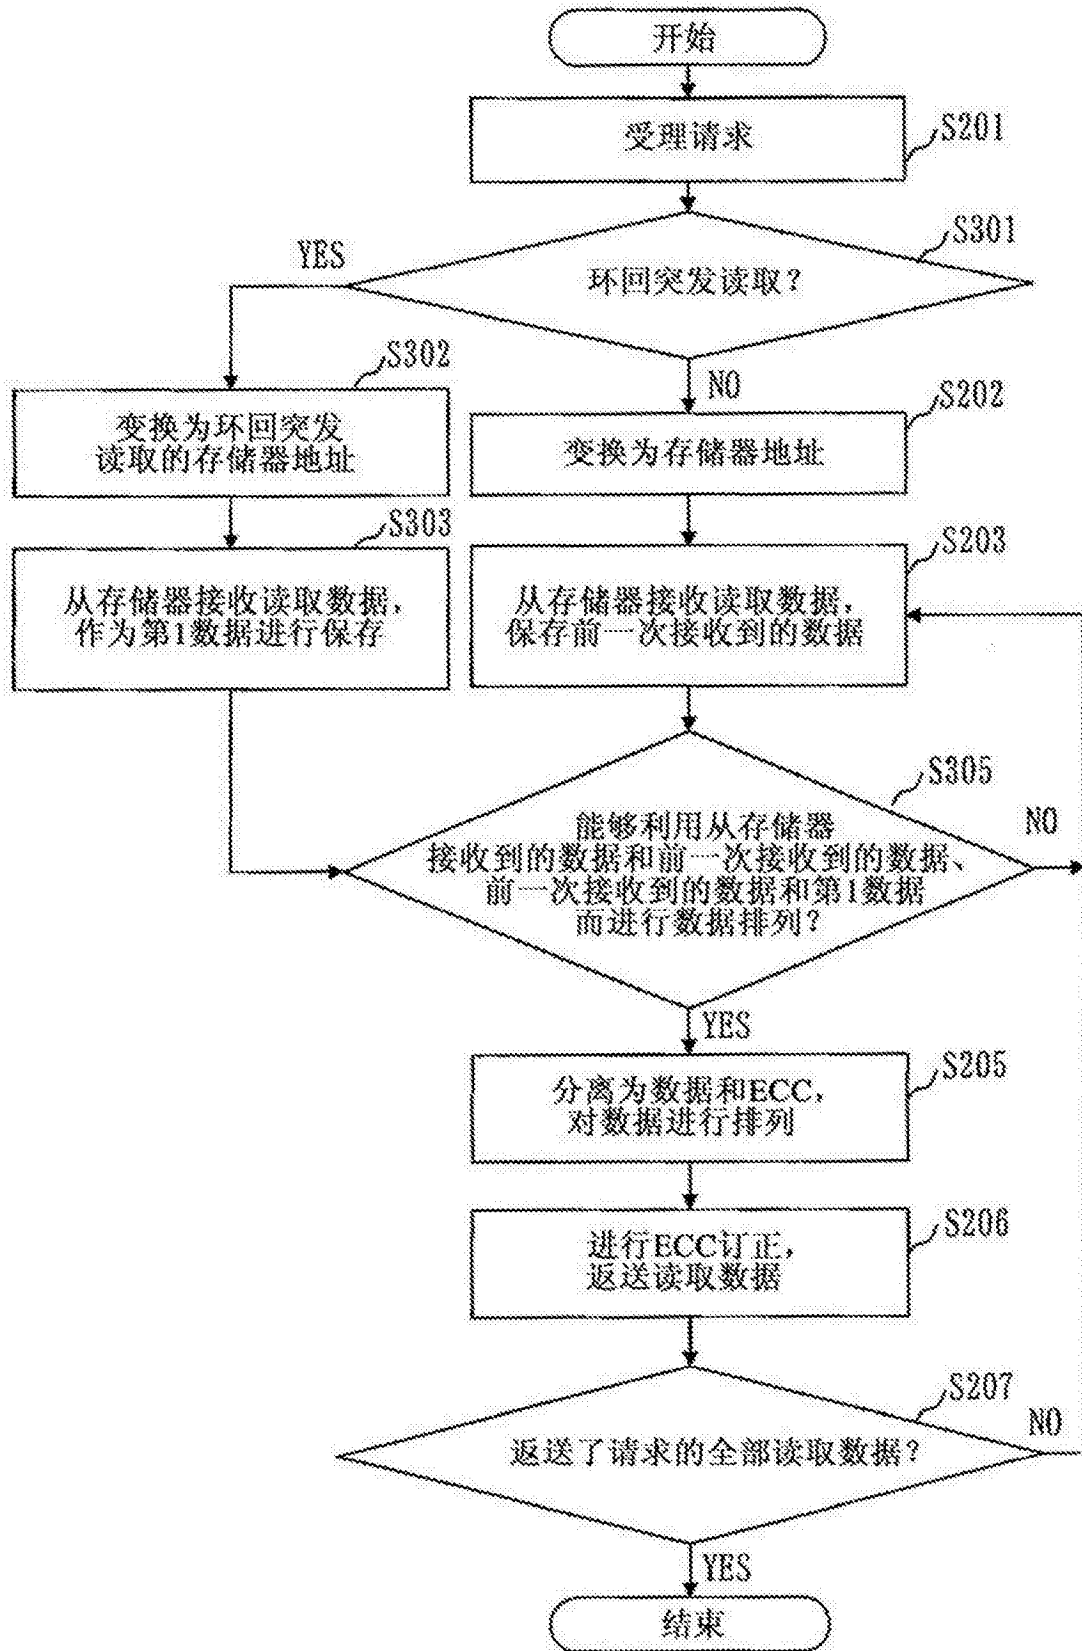 开始
受理请求
S201
环回突发读取？
S301
YES
NO
S302
变换为环回突发
读取的存储器地址
S202
变换为存储器地址
S303
从存储器接收读取数据，
作为第1数据进行保存
S203
从存储器接收读取数据，
保存前一次接收到的数据
S305
能够利用从存储器
接收到的数据和前一次接收到的数据、
前一次接收到的数据和第1数据
而进行数据排列？
NO
YES
S205
分离为数据和ECC，
对数据进行排列
S206
进行ECC订正，
返送读取数据
S207
返送了请求的全部读取数据？
NO
YES
结束